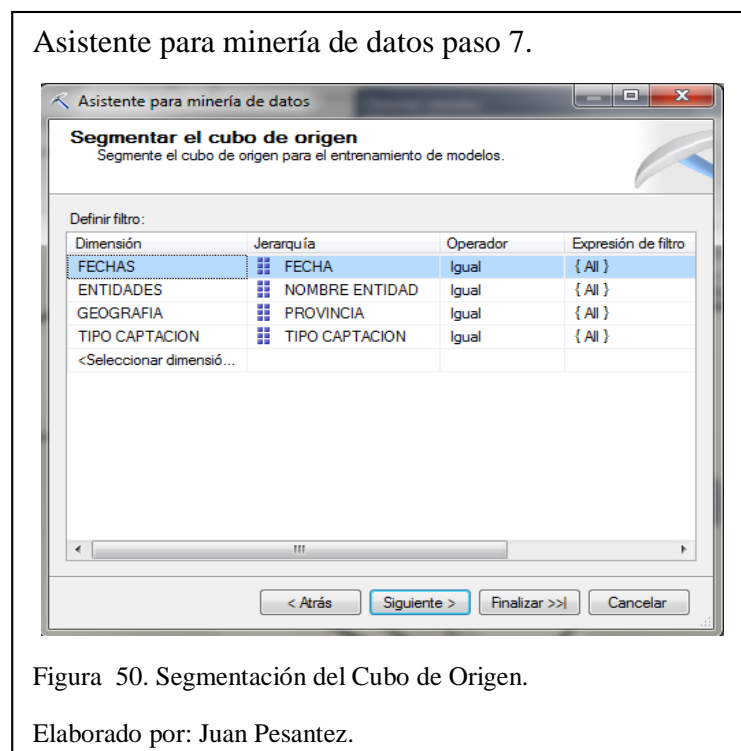 Asistente para minería de datos paso 7.
Asistente para minería de datos
Segmentar el cubo de origen
Segmente el cubo de origen para el entrenamiento de modelos.
Definir filtro:
Dimensión Jerarquía Operador Expresión de filtro
FECHAS FECHA Igual { All }
ENTIDADES NOMBRE ENTIDAD Igual { All }
GEOGRAFIA PROVINCIA Igual { All }
TIPO CAPTACION TIPO CAPTACION Igual { All }
<Seleccionar dimensió...
< Atrás Siguiente > Finalizar >>| Cancelar
Figura 50. Segmentación del Cubo de Origen.
Elaborado por: Juan Pesantez.